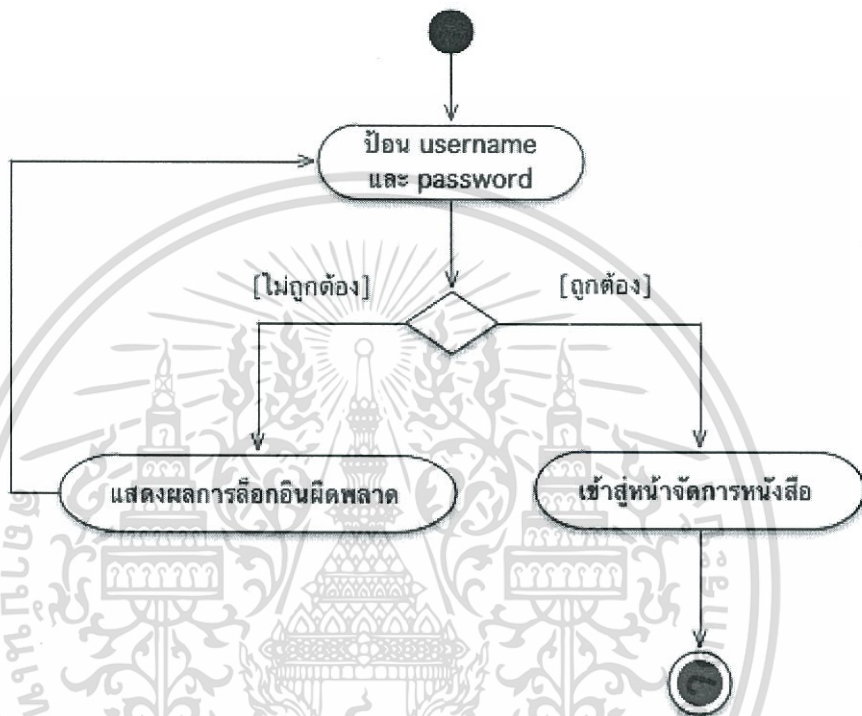 ป้อน username
และ password
[ไม่ถูกต้อง]
[ถูกต้อง]
แสดงผลการล็อกอินผิดพลาด
เข้าสู่หน้าจัดการหนังสือ